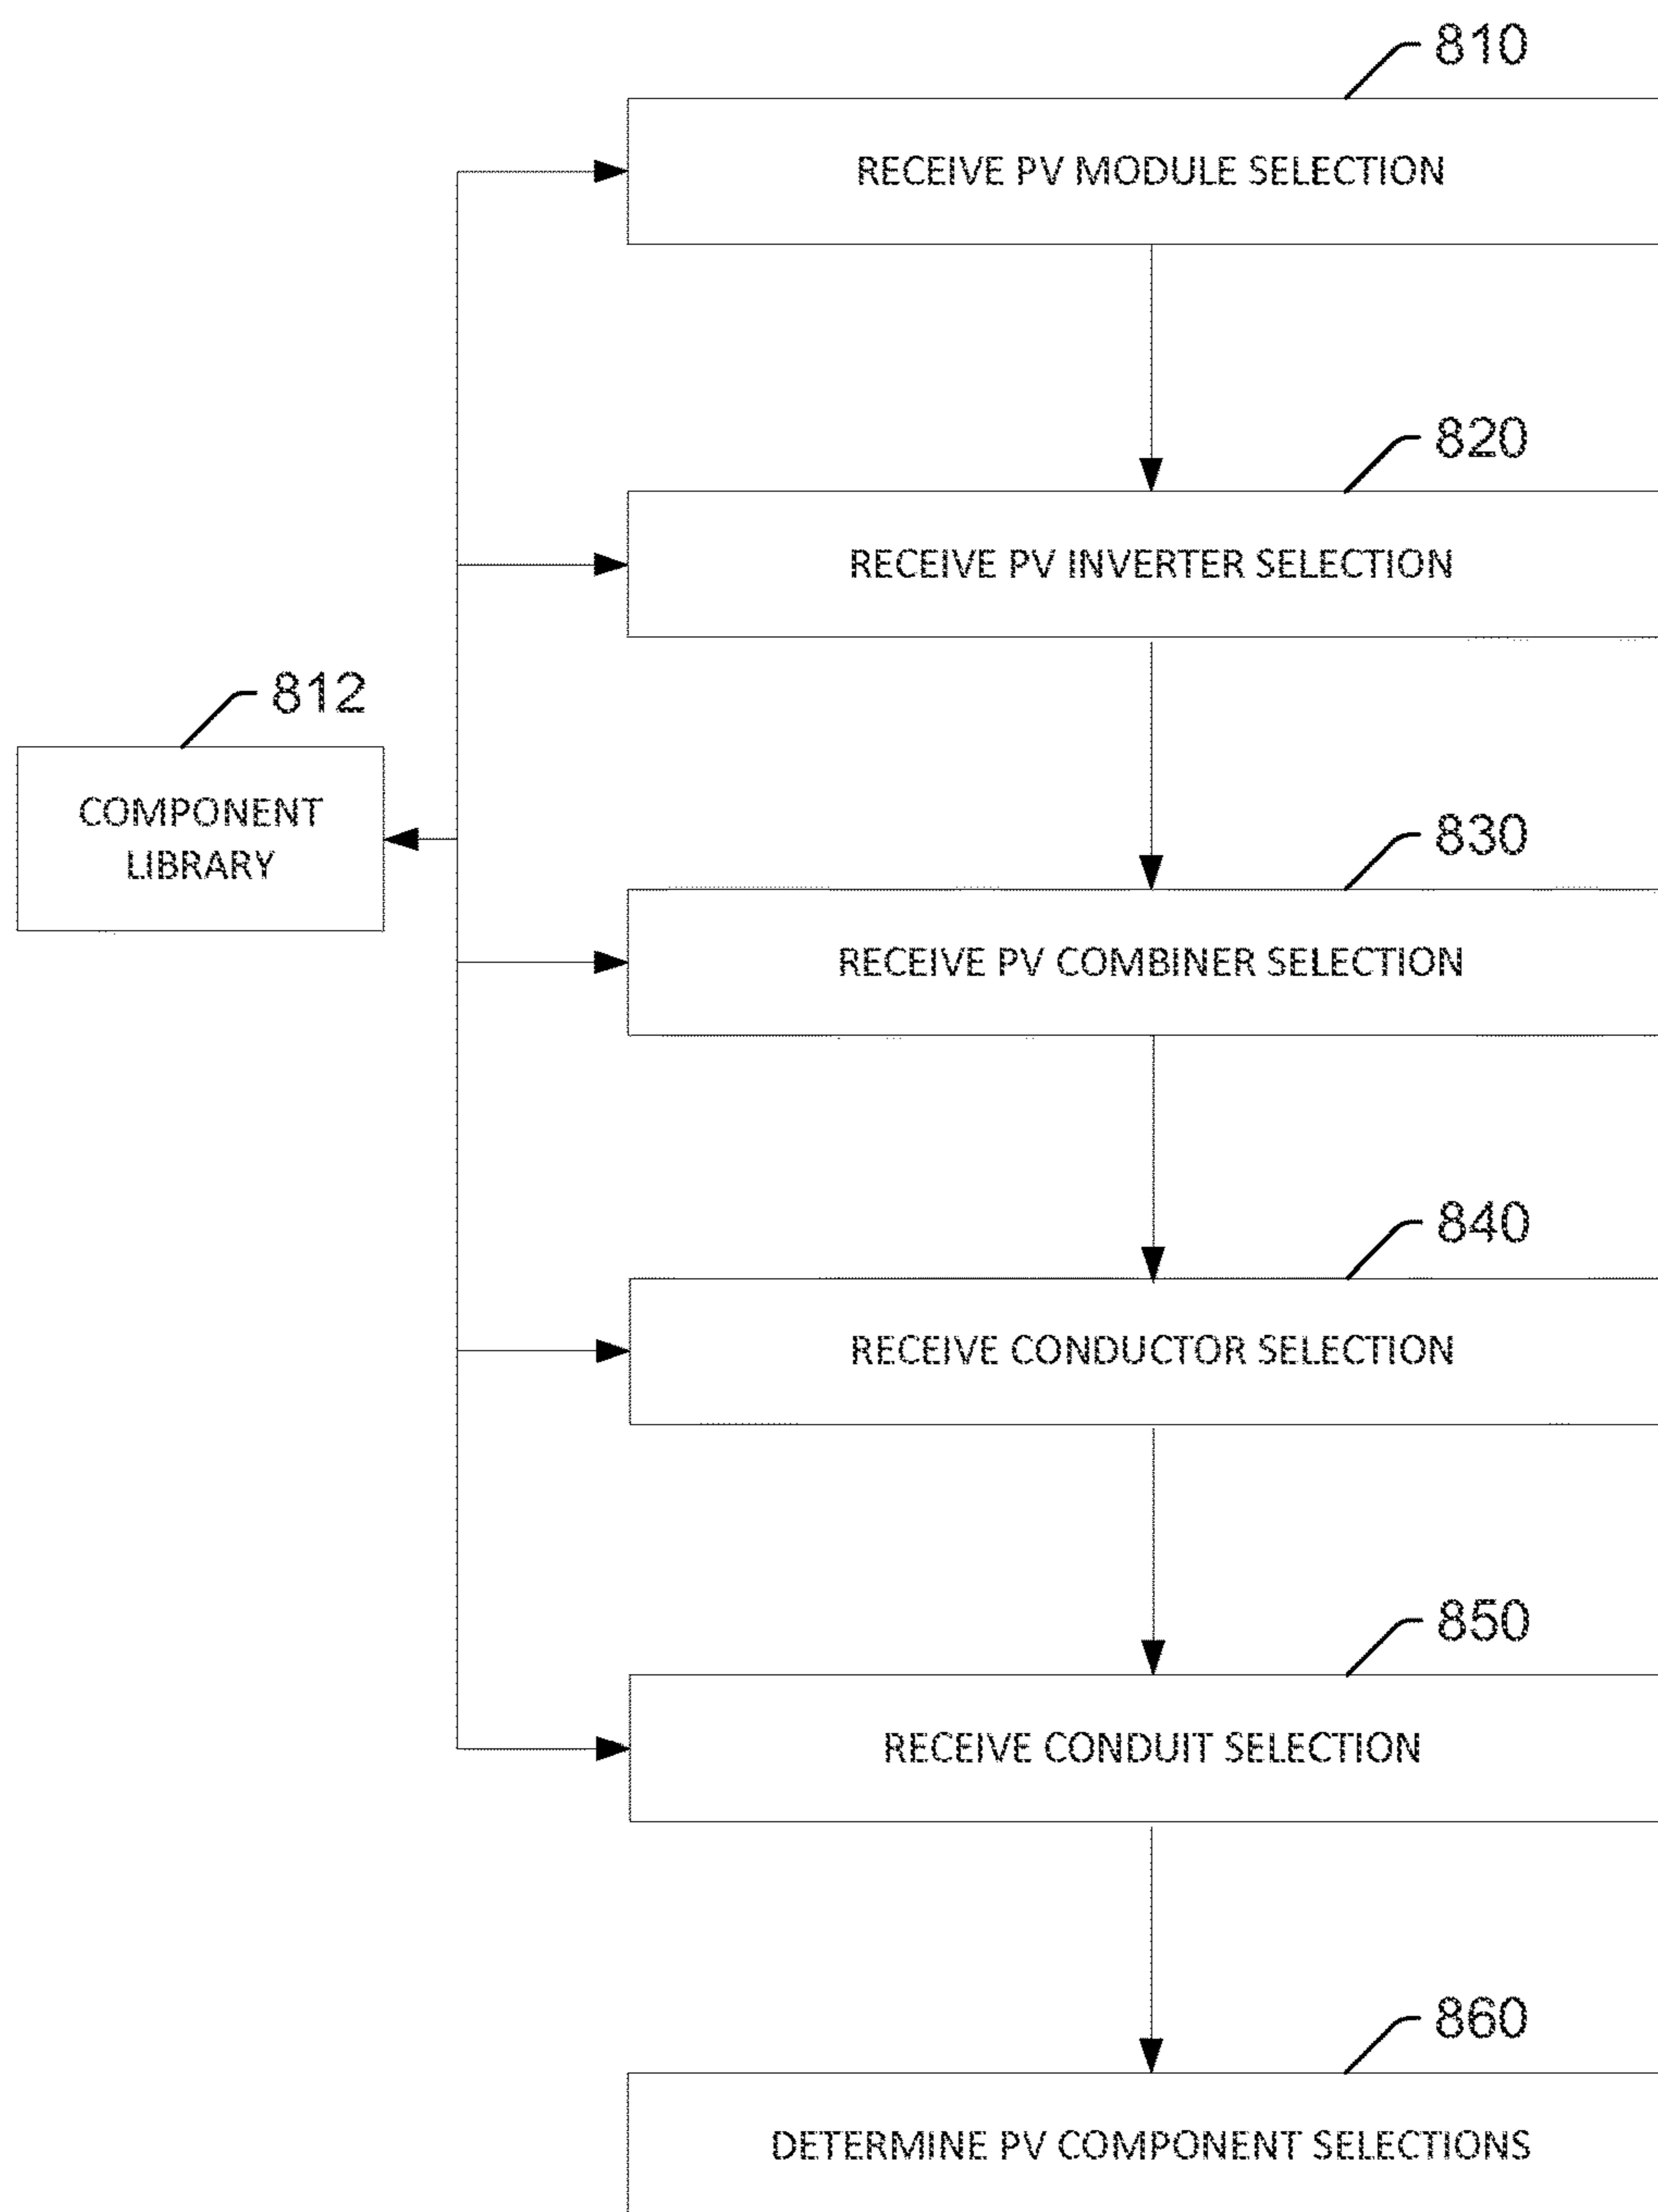 810
RECEIVE PV MODULE SELECTION
820
RECEIVE PV INVERTER SELECTION
812
COMPONENT
LIBRARY
830
RECEIVE PV COMBINER SELECTION
840
RECEIVE CONDUCTOR SELECTION
850
RECEIVE CONDUIT SELECTION
860
DETERMINE PV COMPONENT SELECTIONS